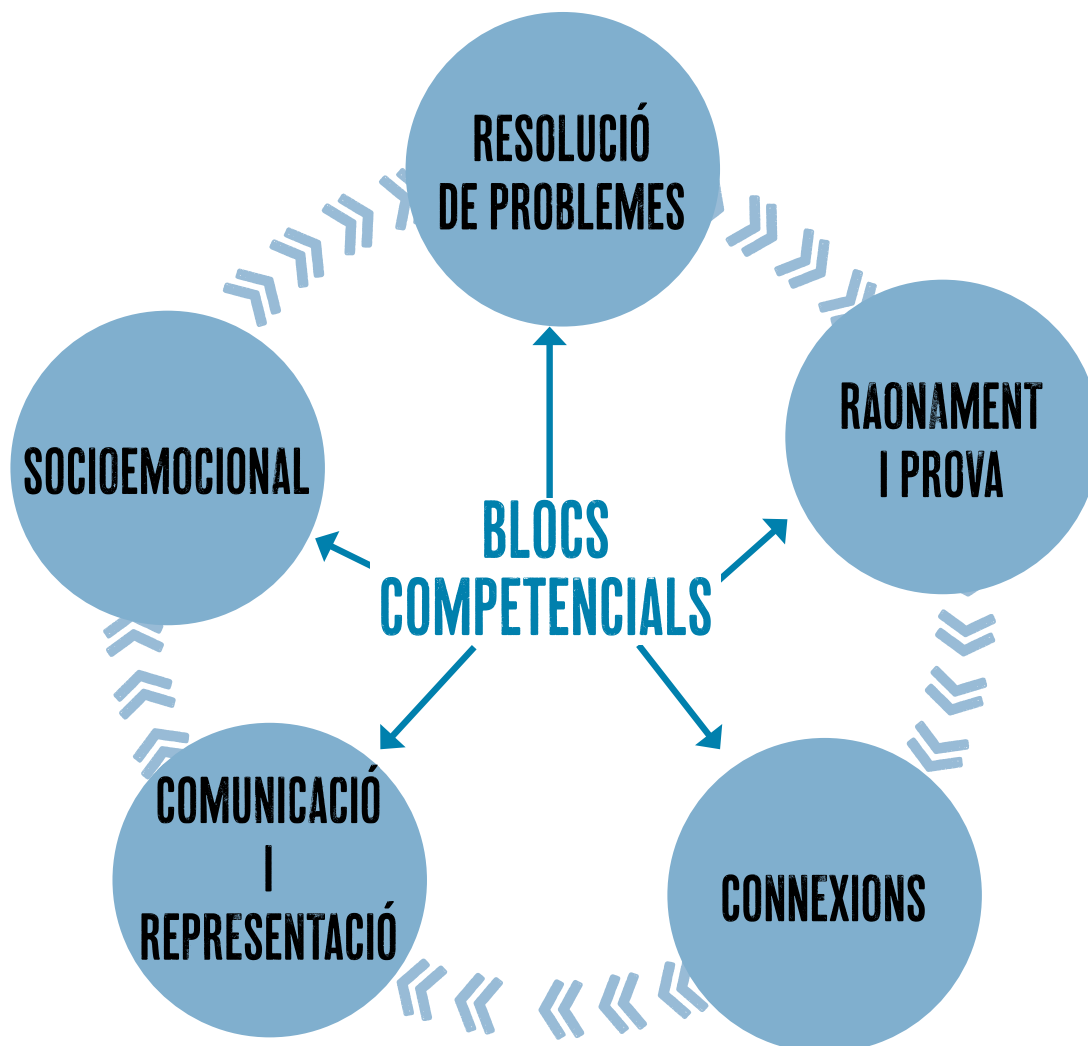 RESOLUCIÓ
DE PROBLEMES
RAONAMENT
I PROVA
SOCIOEMOCIONAL
BLOCS
COMPETENCIALS
COMUNICACIÓ
I
REPRESENTACIÓ
CONNEXIONS